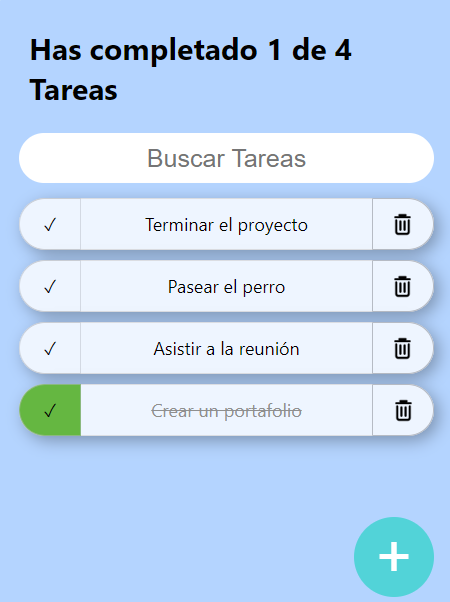 Has completado 1 de 4
Tareas
Buscar Tareas
✓ Terminar el proyecto
✓ Pasear el perro
✓ Asistir a la reunión
✓ Crear un portafolio
+